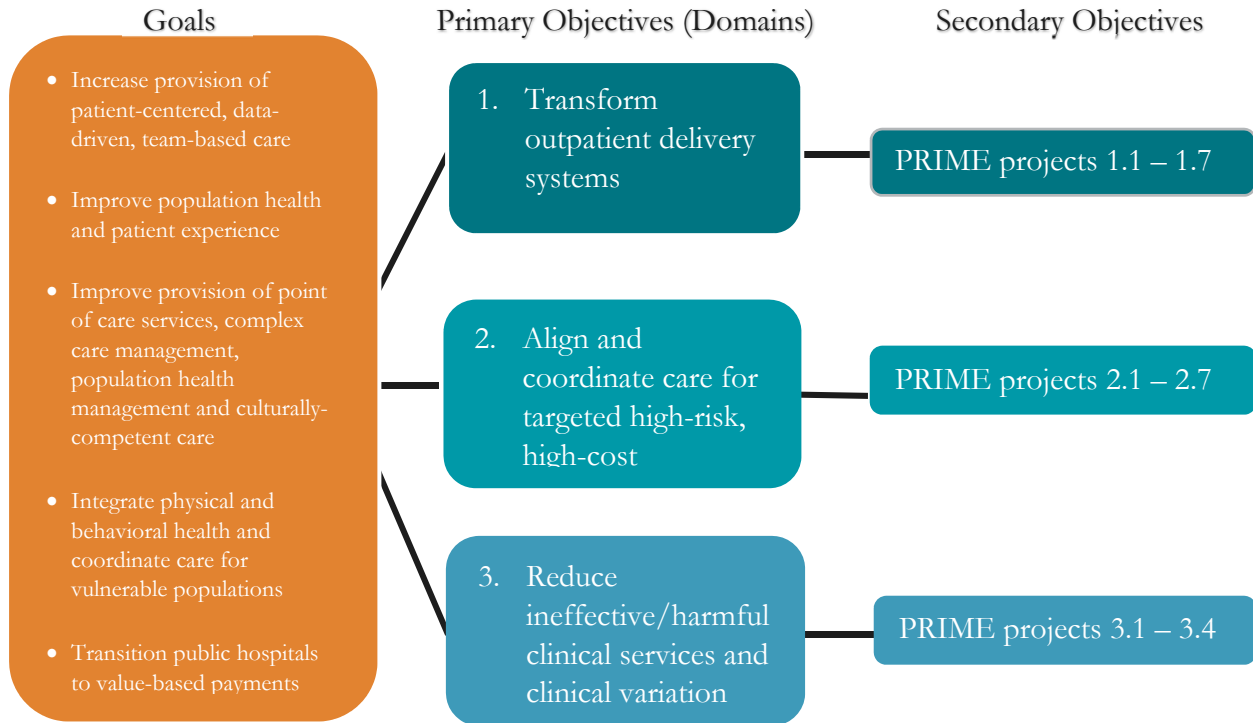 Goals
Primary Objectives (Domains)
Secondary Objectives
• Increase provision of
patient-centered, data-
driven, team-based care
• Improve population health
and patient experience
• Improve provision of point
of care services, complex
care management,
population health
management and culturally-
competent care
• Integrate physical and
behavioral health and
coordinate care for
vulnerable populations
• Transition public hospitals
to value-based payments
1. Transform
outpatient delivery
systems
2. Align and
coordinate care for
targeted high-risk,
high-cost
3. Reduce
ineffective/harmful
clinical services and
clinical variation
PRIME projects 1.1 – 1.7
PRIME projects 2.1 – 2.7
PRIME projects 3.1 – 3.4